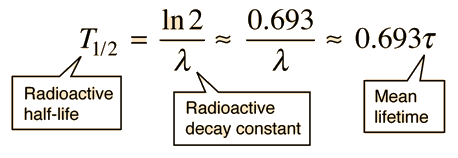 T1/2 = ln 2/λ ≈ 0.693/λ ≈ 0.693τ
Radioactive
half-life
Radioactive
decay constant
Mean
lifetime